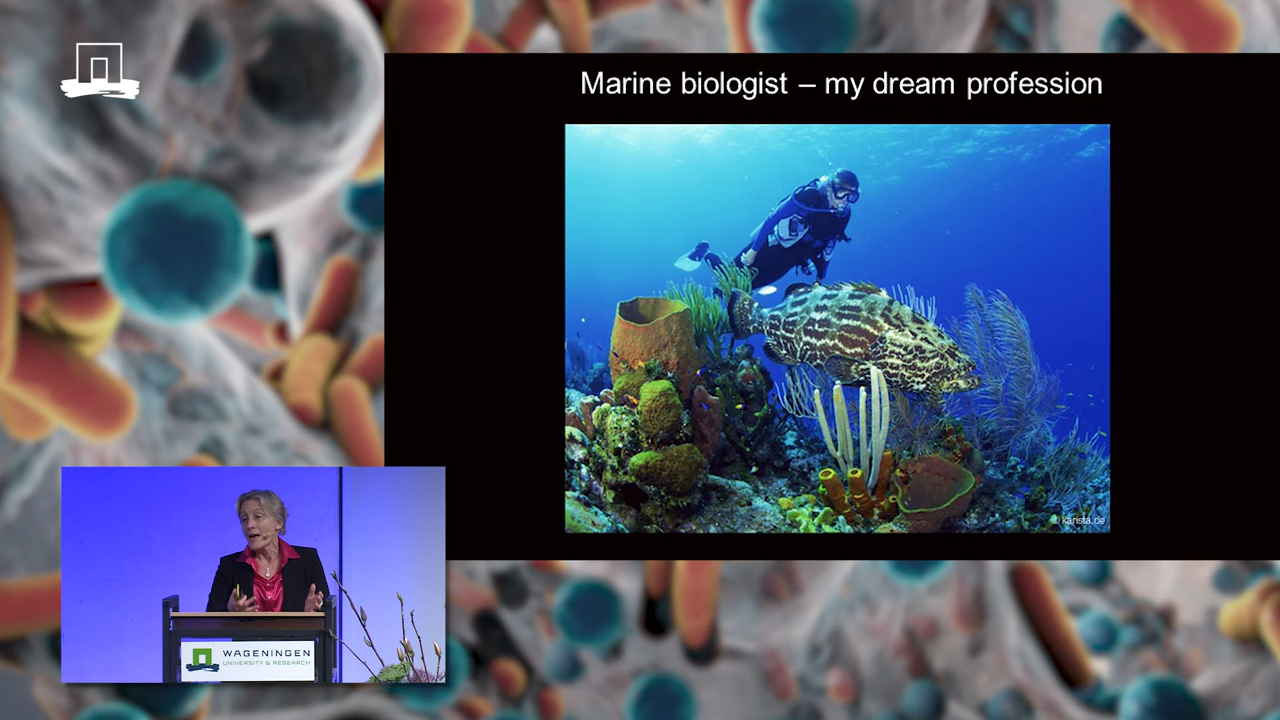 Marine biologist – my dream profession
© karista.de
WAGENINGEN
UNIVERSITY & RESEARCH